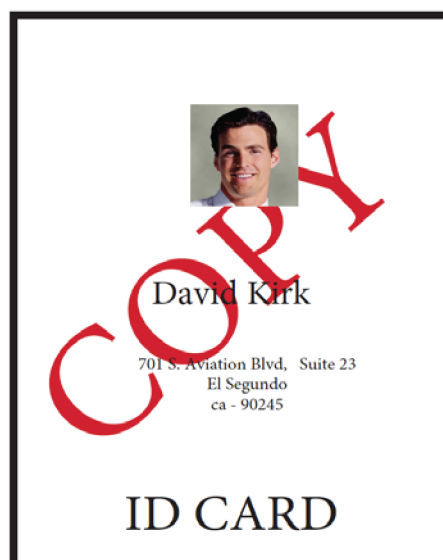 COPY
David Kirk
701 S. Aviation Blvd, Suite 23
El Segundo
ca - 90245
ID CARD